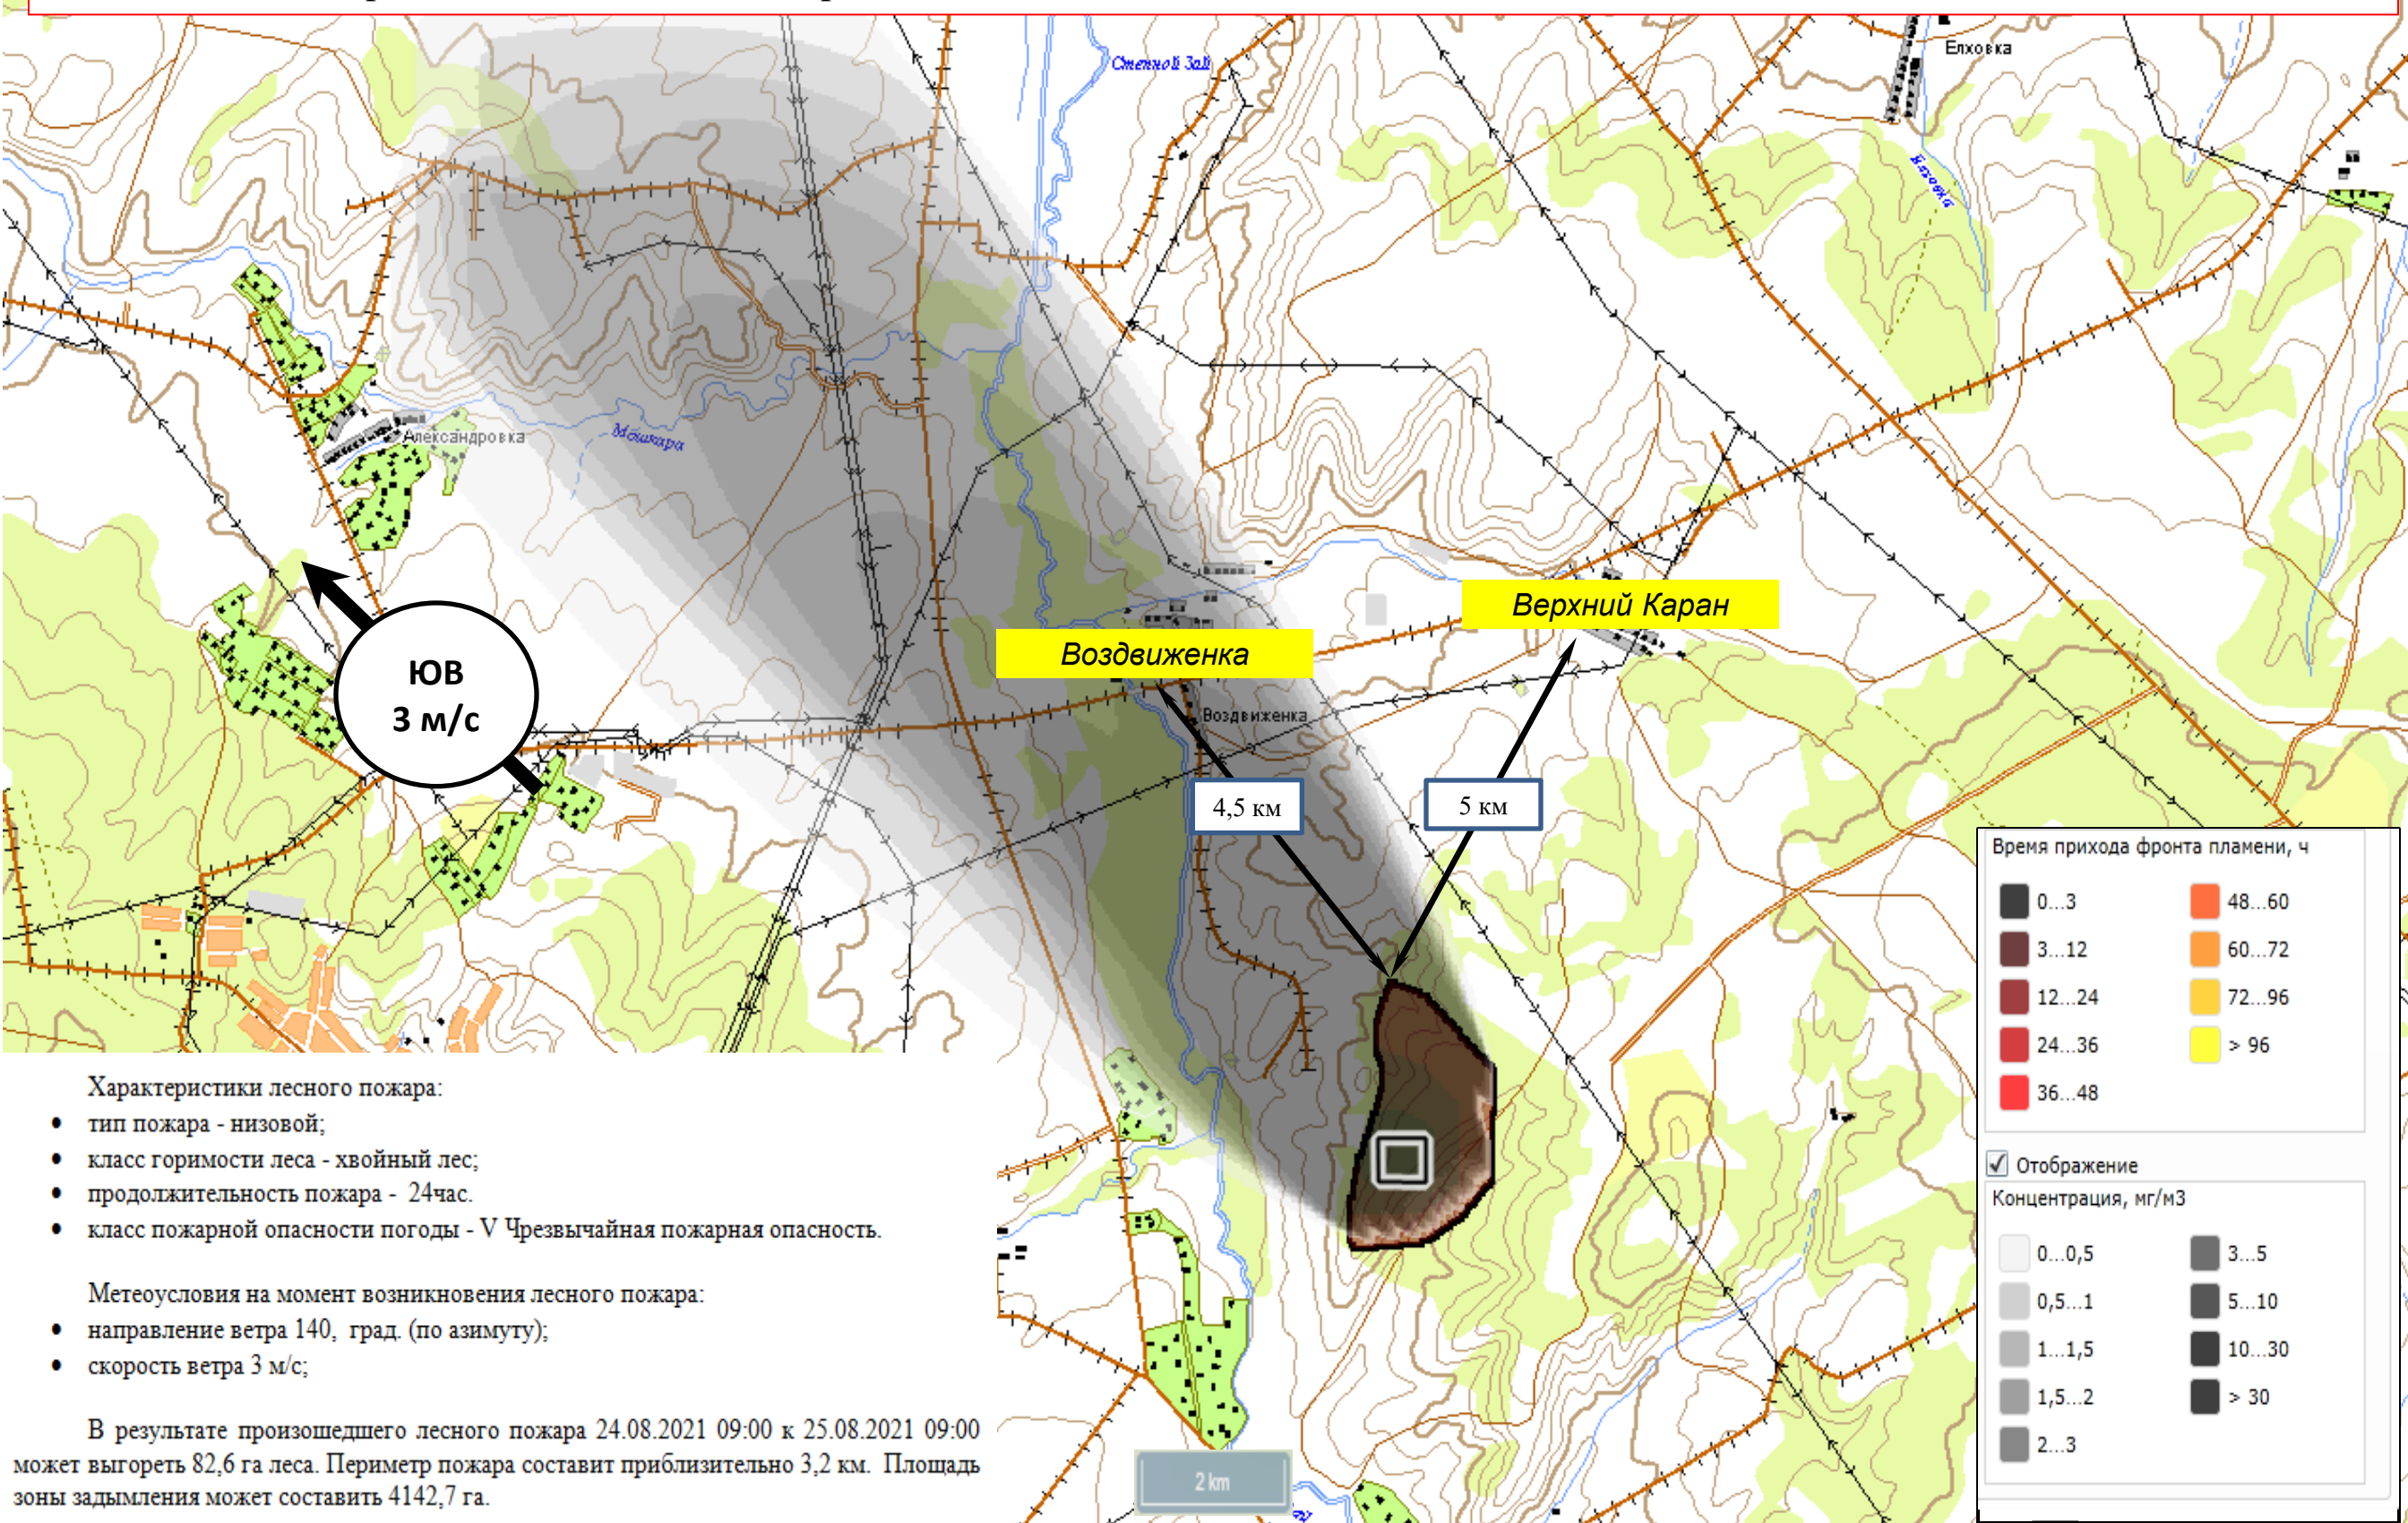 Степной Зай
Елховка
Елховка
Александровка
Мошкара
ЮВ
3 м/с
Верхний Каран
Воздвиженка
Воздвиженка
4,5 км
5 км
Время прихода фронта пламени, ч
0...3
48...60
3...12
60...72
12...24
72...96
24...36
> 96
36...48
Отображение
Концентрация, мг/м3
0...0,5
3...5
0,5...1
5...10
1...1,5
10...30
1,5...2
> 30
2...3
Характеристики лесного пожара:
• тип пожара - низовой;
• класс горимости леса - хвойный лес;
• продолжительность пожара - 24час.
• класс пожарной опасности погоды - V Чрезвычайная пожарная опасность.
Метеоусловия на момент возникновения лесного пожара:
• направление ветра 140, град. (по азимуту);
• скорость ветра 3 м/с;
В результате произошедшего лесного пожара 24.08.2021 09:00 к 25.08.2021 09:00
может выгореть 82,6 га леса. Периметр пожара составит приблизительно 3,2 км. Площадь
зоны задымления может составить 4142,7 га.
2 km